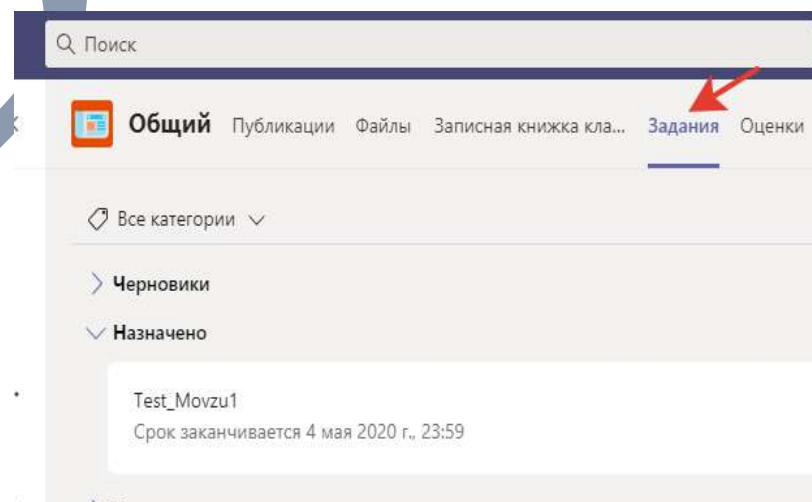 Поиск
Общий Публикации Файлы Записная книжка кла... Задания Оценки
Все категории
Черновики
Назначено
Test_Movzu1
Срок заканчивается 4 мая 2020 г., 23:59